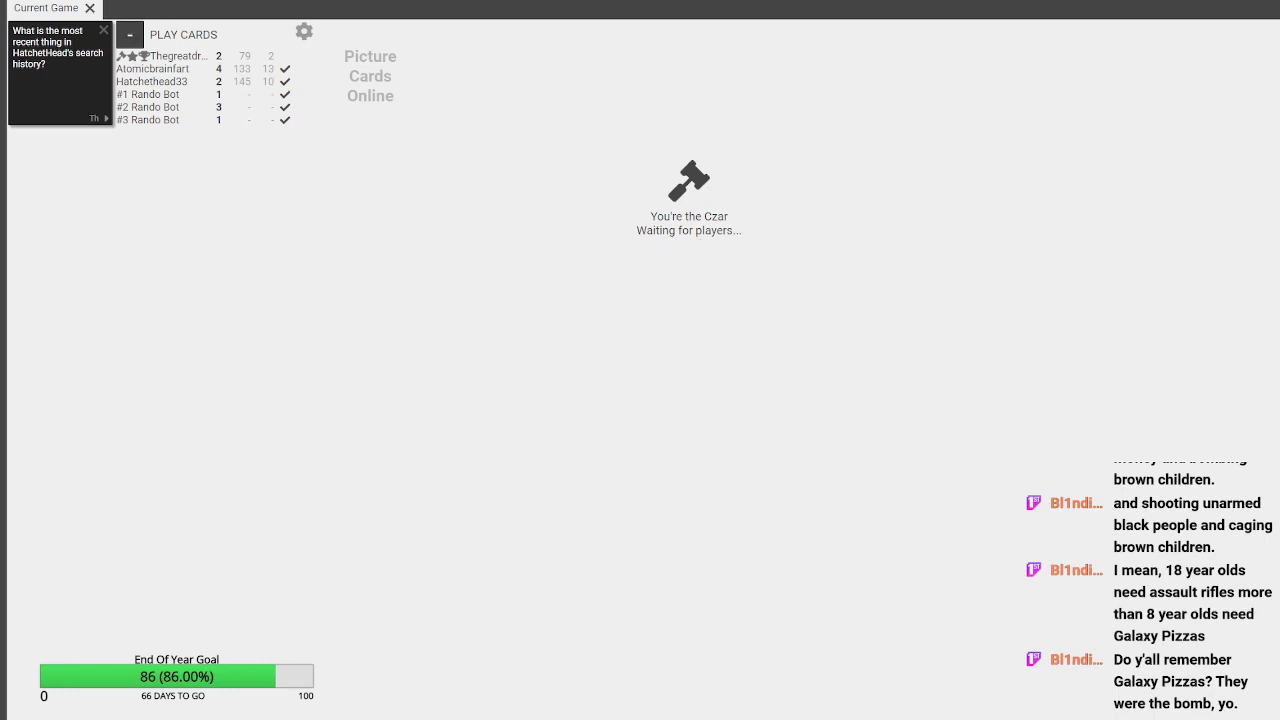 Current Game
What is the most
recent thing in
HatchetHead's search
history?
Th
-
PLAY CARDS
Thegreatdr... 2 79 2
Atomicbrainfart 4 133 13
Hatchethead33 2 145 10
#1 Rando Bot 1 - -
#2 Rando Bot 3 - -
#3 Rando Bot 1 - -
Picture
Cards
Online
You're the Czar
Waiting for players...
brown children.
Bl1ndi... and shooting unarmed
black people and caging
brown children.
Bl1ndi... I mean, 18 year olds
need assault rifles more
than 8 year olds need
Galaxy Pizzas
Bl1ndi... Do y'all remember
Galaxy Pizzas? They
were the bomb, yo.
End Of Year Goal
86 (86.00%)
0 66 DAYS TO GO 100